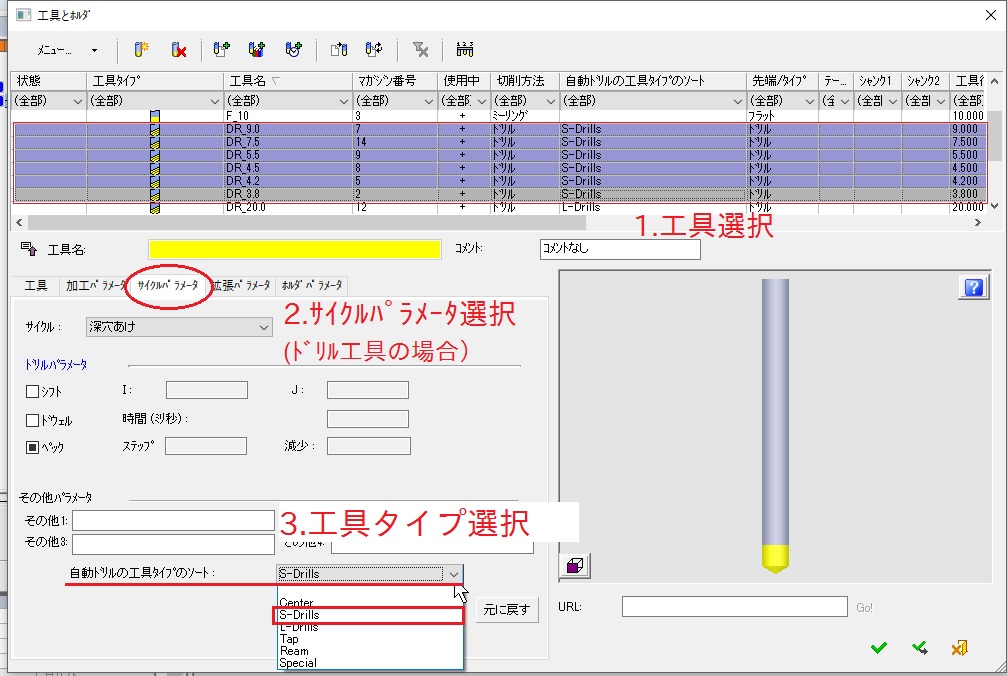 工具とﾎﾙﾀﾞ
ﾒﾆｭｰ...
状態 工具ﾀｲﾌﾟ 工具名 ﾏｶﾞｼﾞﾝ番号 使用中 切削方法 自動ﾄﾞﾘﾙの工具ﾀｲﾌﾟのｿｰﾄ 先端/ﾀｲﾌﾟ ﾃｰ... ｼｬﾝｸ1 ｼｬﾝｸ2 工具径
(全部) (全部) (全部) (全部) (全部) (全部) (全部) (全部) (全 (全部) (全部) (全部)
F_10 3 + ﾐｰﾘﾝｸﾞ ﾌﾗｯﾄ 10.000
DR_9.0 7 + ﾄﾞﾘﾙ S-Drills ﾄﾞﾘﾙ 9.000
DR_7.5 14 + ﾄﾞﾘﾙ S-Drills ﾄﾞﾘﾙ 7.500
DR_5.5 9 + ﾄﾞﾘﾙ S-Drills ﾄﾞﾘﾙ 5.500
DR_4.5 8 + ﾄﾞﾘﾙ S-Drills ﾄﾞﾘﾙ 4.500
DR_4.2 5 + ﾄﾞﾘﾙ S-Drills ﾄﾞﾘﾙ 4.200
DR_3.8 2 + ﾄﾞﾘﾙ S-Drills ﾄﾞﾘﾙ 3.800
DR_20.0 12 + ﾄﾞﾘﾙ L-Drills ﾄﾞﾘﾙ 20.000
1.工具選択
工具名: ｺﾒﾝﾄ: ｺﾒﾝﾄなし
工具 加工ﾊﾟﾗﾒｰﾀ ｻｲｸﾙﾊﾟﾗﾒｰﾀ 拡張ﾊﾟﾗﾒｰﾀ ﾎﾙﾀﾞﾊﾟﾗﾒｰﾀ
2.ｻｲｸﾙﾊﾟﾗﾒｰﾀ選択
ｻｲｸﾙ : 深穴あけ
(ﾄﾞﾘﾙ工具の場合)
ﾄﾞﾘﾙﾊﾟﾗﾒｰﾀ
ｼﾌﾄ I : J :
ﾄﾞｳｪﾙ 時間 (ﾐﾘ秒) :
ﾍﾟｯｸ ｽﾃｯﾌﾟ 減少 :
その他ﾊﾟﾗﾒｰﾀ
その他1:
3.工具タイプ選択
その他3: その他4:
自動ﾄﾞﾘﾙの工具ﾀｲﾌﾟのｿｰﾄ : S-Drills
Center
S-Drills
L-Drills
Tap
Ream
Special
元に戻す
URL: Go!